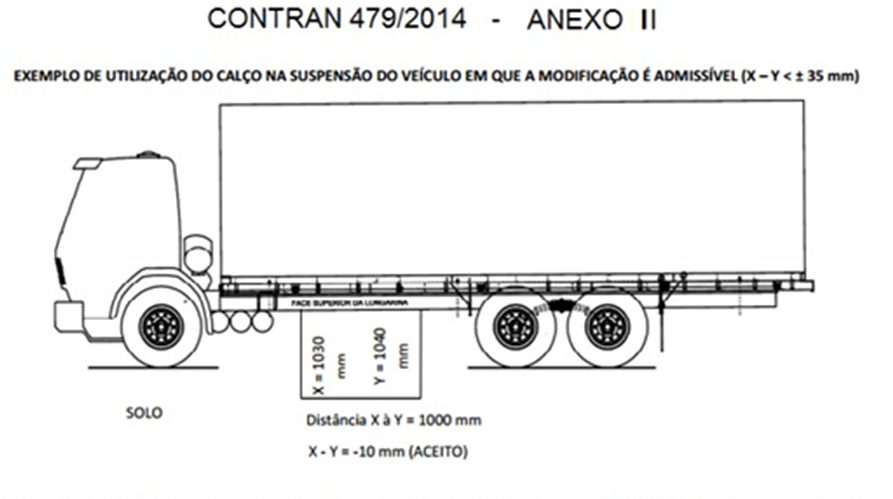 CONTRAN 479/2014 - ANEXO II
EXEMPLO DE UTILIZAÇÃO DO CALÇO NA SUSPENSÃO DO VEÍCULO EM QUE A MODIFICAÇÃO É ADMISSÍVEL (X – Y < ± 35 mm)
FACE SUPERIOR DA LONGARINA
X = 1030
mm
Y = 1040
mm
SOLO
Distância X à Y = 1000 mm
X - Y = -10 mm (ACEITO)